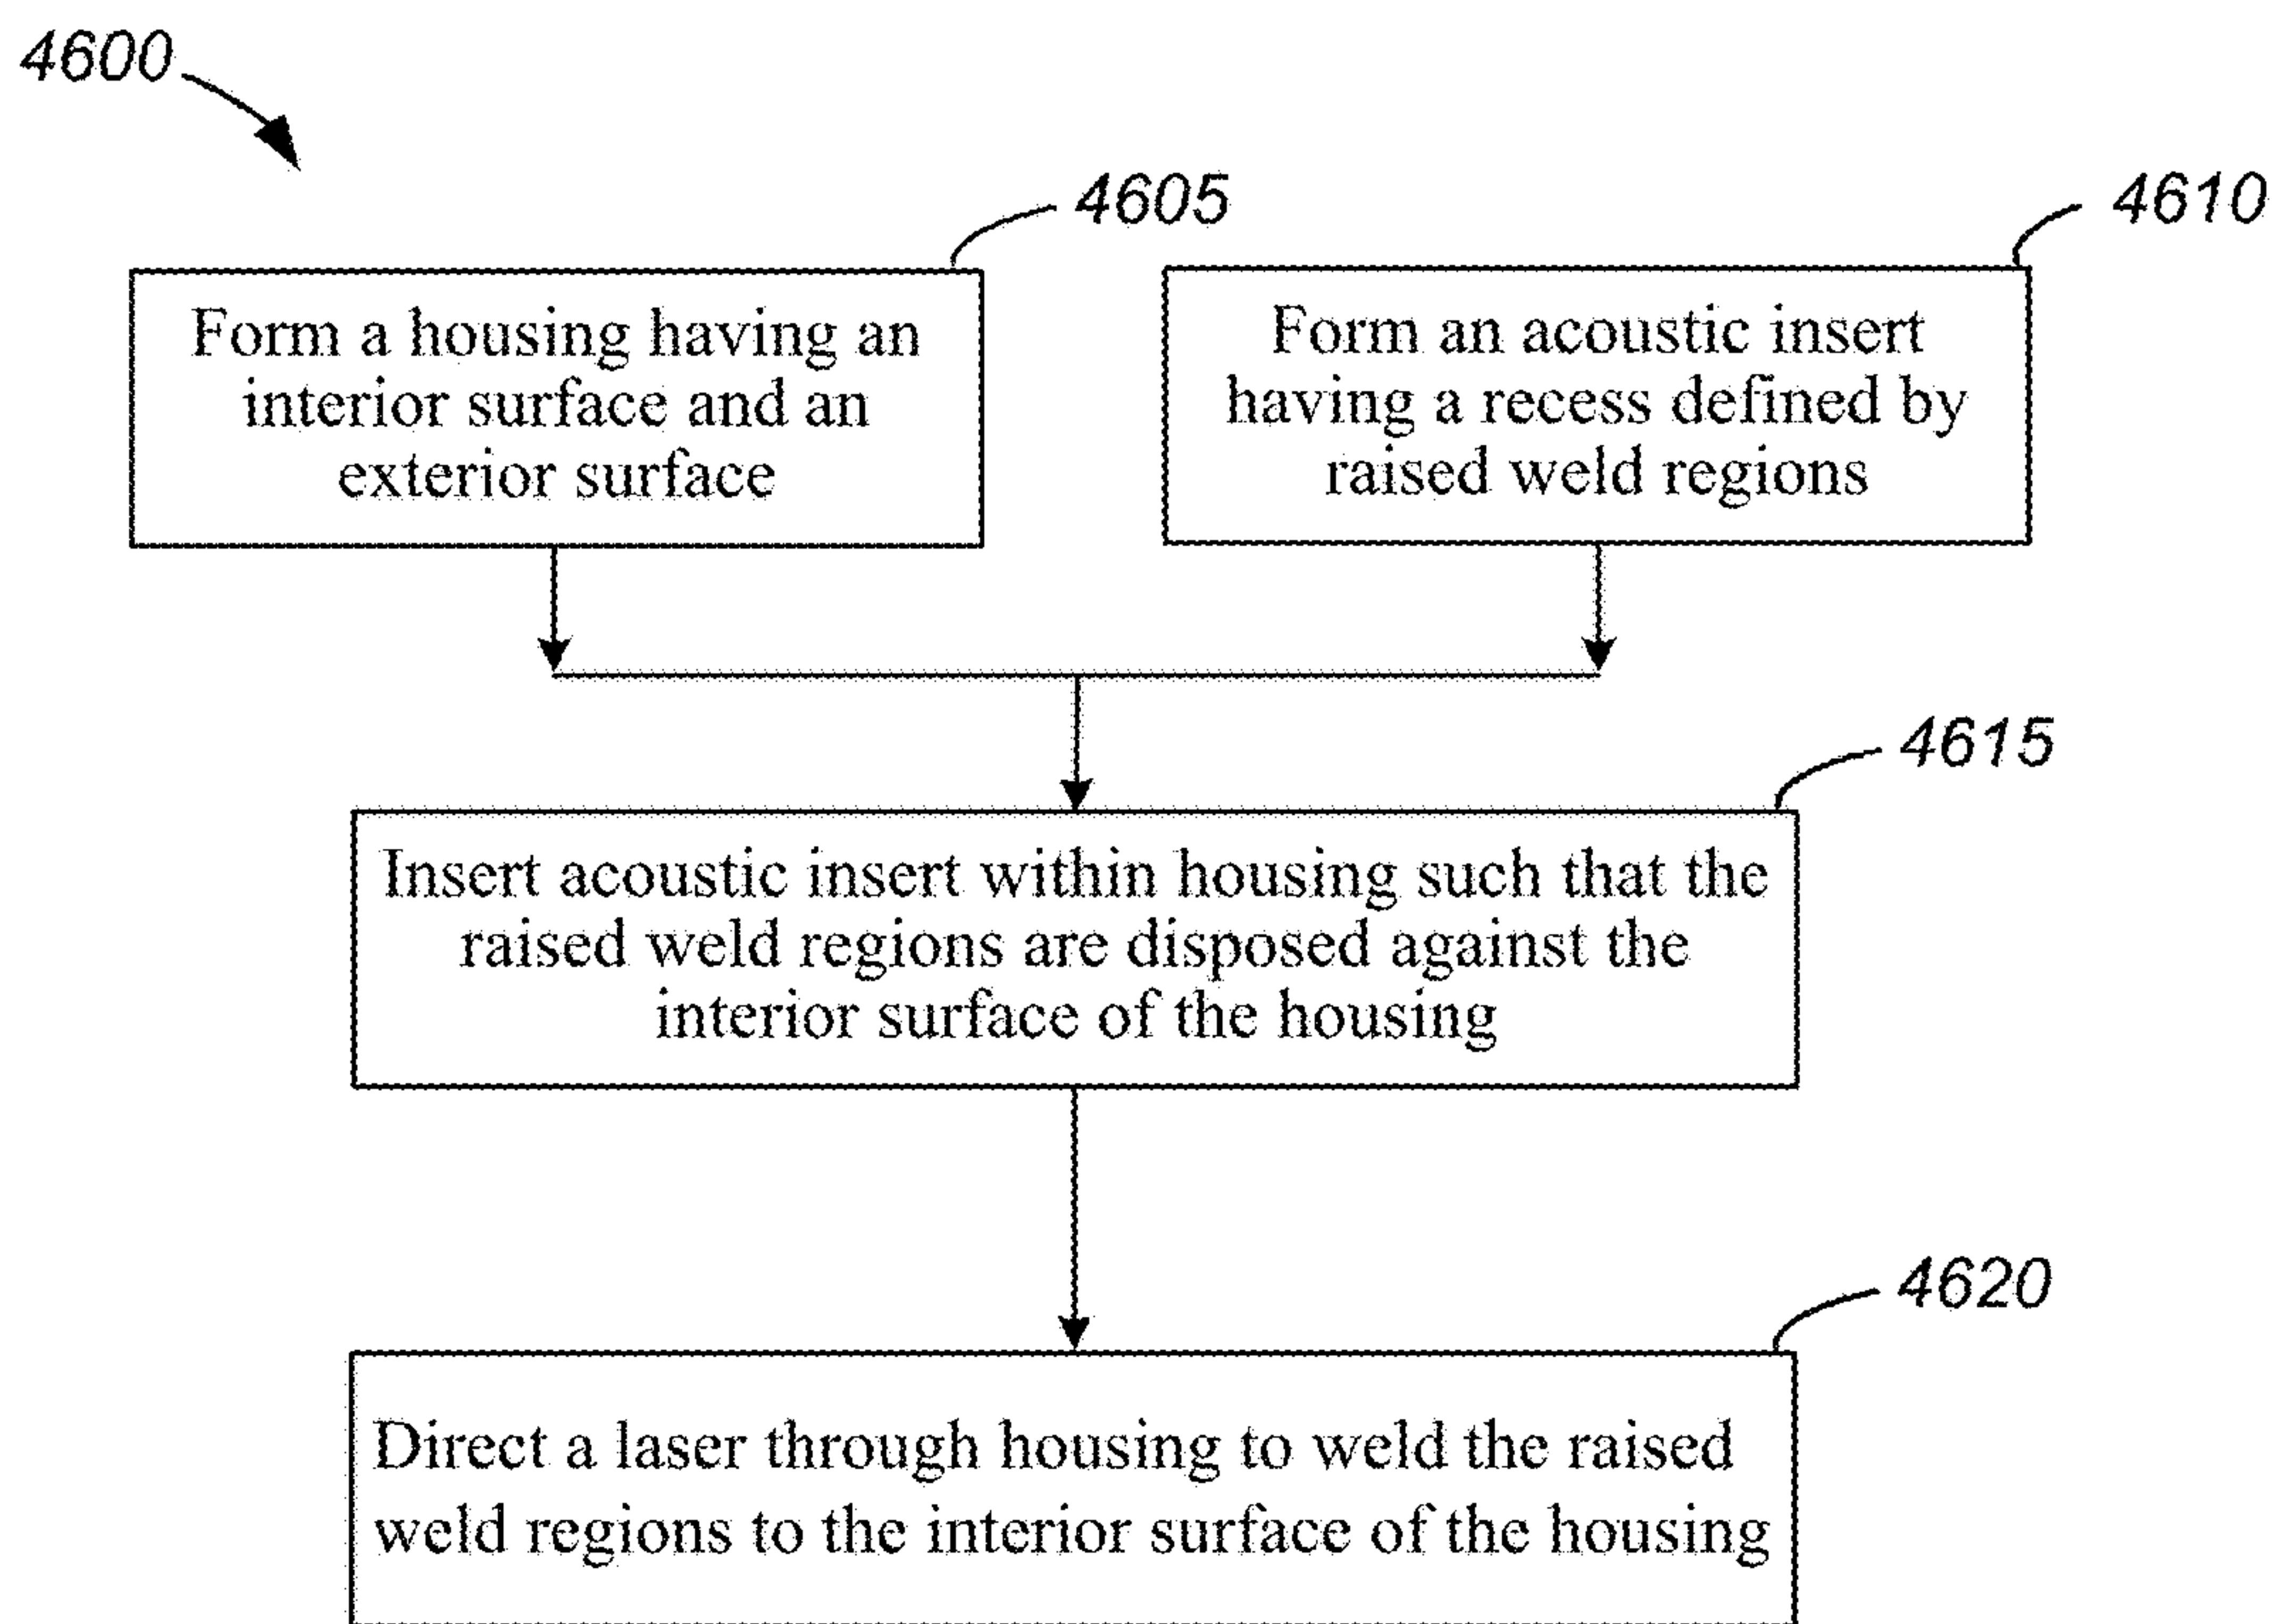 4600
4605
4610
Form a housing having an
interior surface and an
exterior surface
Form an acoustic insert
having a recess defined by
raised weld regions
4615
Insert acoustic insert within housing such that the
raised weld regions are disposed against the
interior surface of the housing
4620
Direct a laser through housing to weld the raised
weld regions to the interior surface of the housing